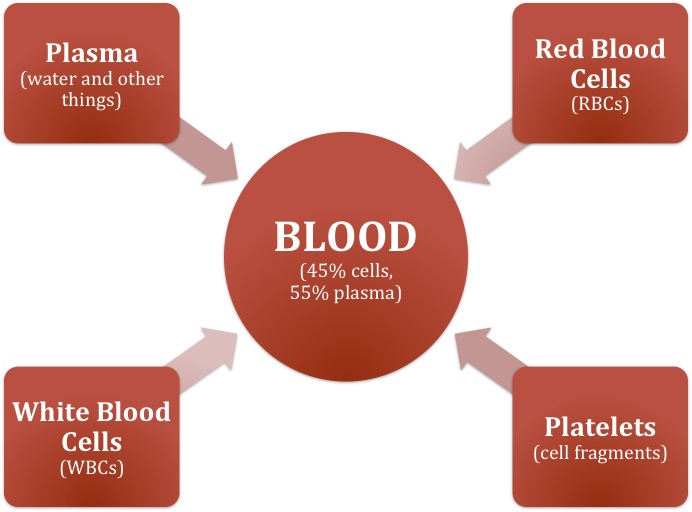 Plasma
(water and other
things)
Red Blood
Cells
(RBCs)
BLOOD
(45% cells,
55% plasma)
White Blood
Cells
(WBCs)
Platelets
(cell fragments)